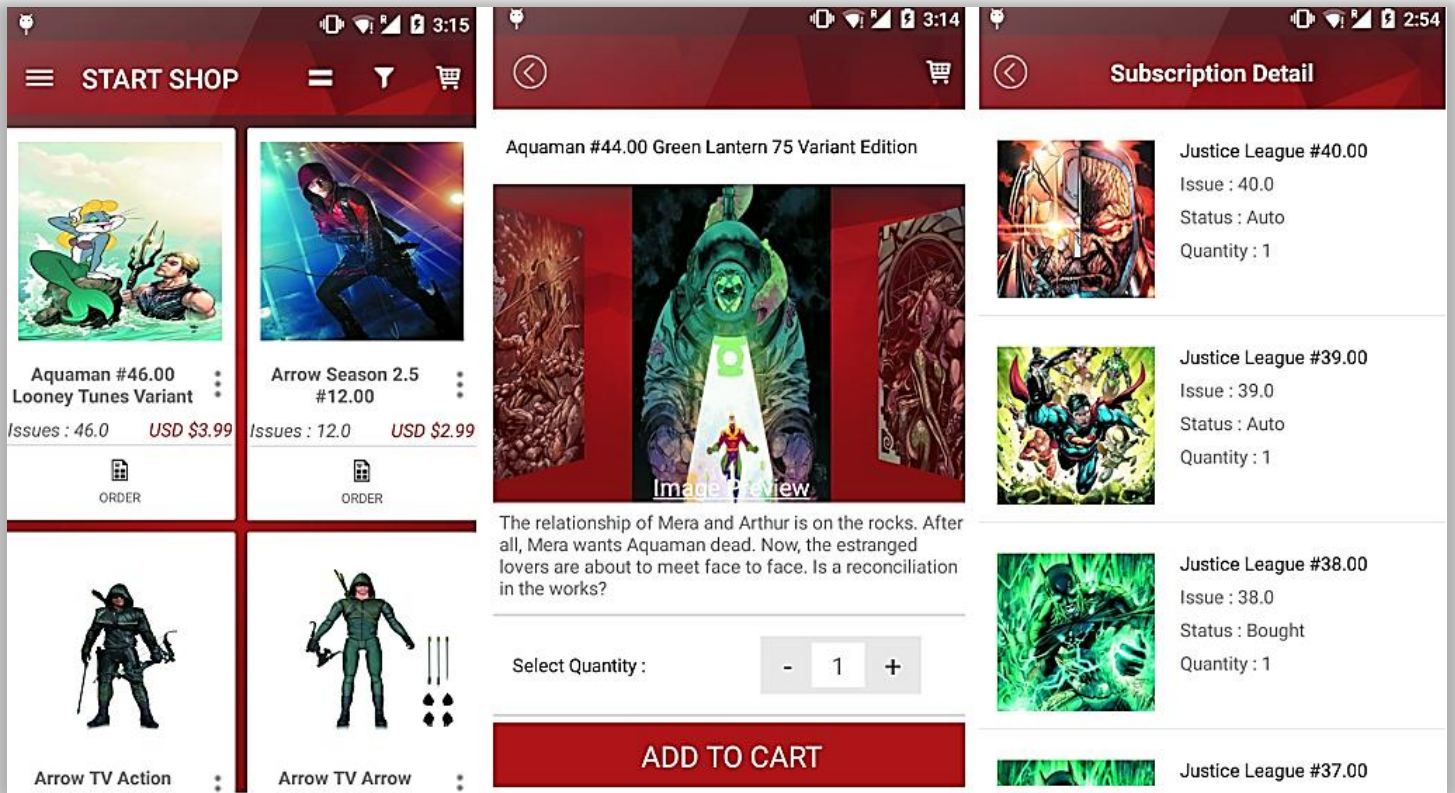 3:15
START SHOP
Aquaman #46.00
Looney Tunes Variant
Issues : 46.0 USD $3.99
ORDER
Arrow Season 2.5
#12.00
Issues : 12.0 USD $2.99
ORDER
Arrow TV Action
Arrow TV Arrow
R
3:14
Aquaman #44.00 Green Lantern 75 Variant Edition
Image Preview
The relationship of Mera and Arthur is on the rocks. After
all, Mera wants Aquaman dead. Now, the estranged
lovers are about to meet face to face. Is a reconciliation
in the works?
Select Quantity : - 1 +
ADD TO CART
R
2:54
Subscription Detail
Justice League #40.00
Issue : 40.0
Status : Auto
Quantity : 1
Justice League #39.00
Issue : 39.0
Status : Auto
Quantity : 1
Justice League #38.00
Issue : 38.0
Status : Bought
Quantity : 1
Justice League #37.00